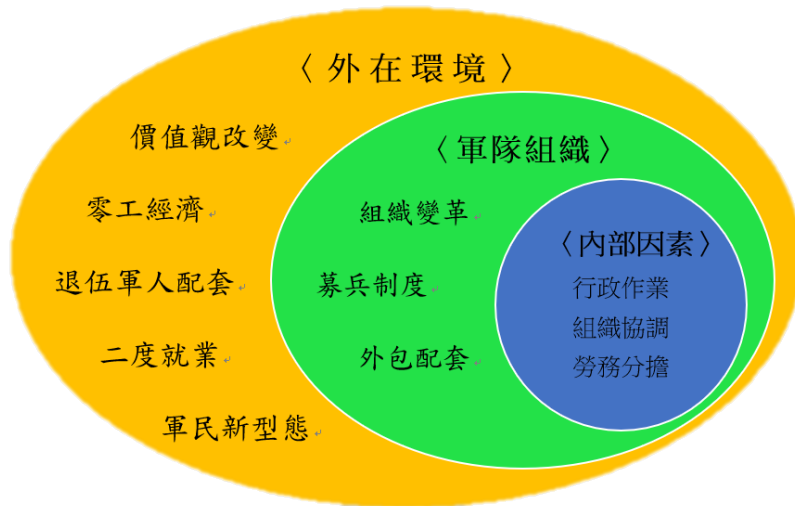 〈外在環境〉
價值觀改變
零工經濟
退伍軍人配套
二度就業
軍民新型態
〈軍隊組織〉
組織變革
募兵制度
外包配套
〈內部因素〉
行政作業
組織協調
勞務分擔